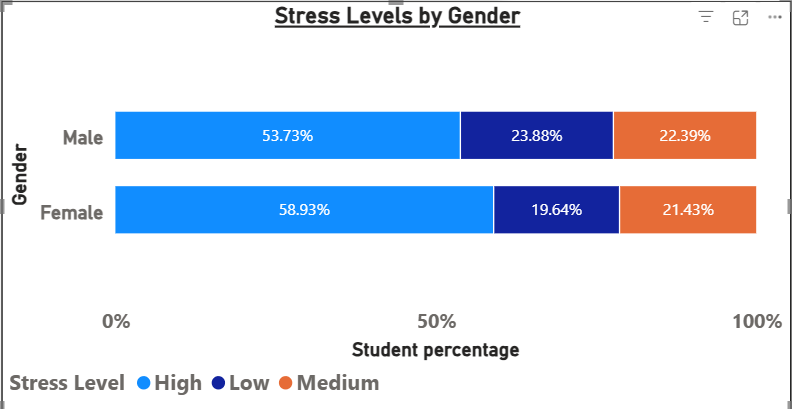 Stress Levels by Gender
Gender
Male
53.73%
23.88%
22.39%
Female
58.93%
19.64%
21.43%
0%
50%
100%
Student percentage
Stress Level High Low Medium